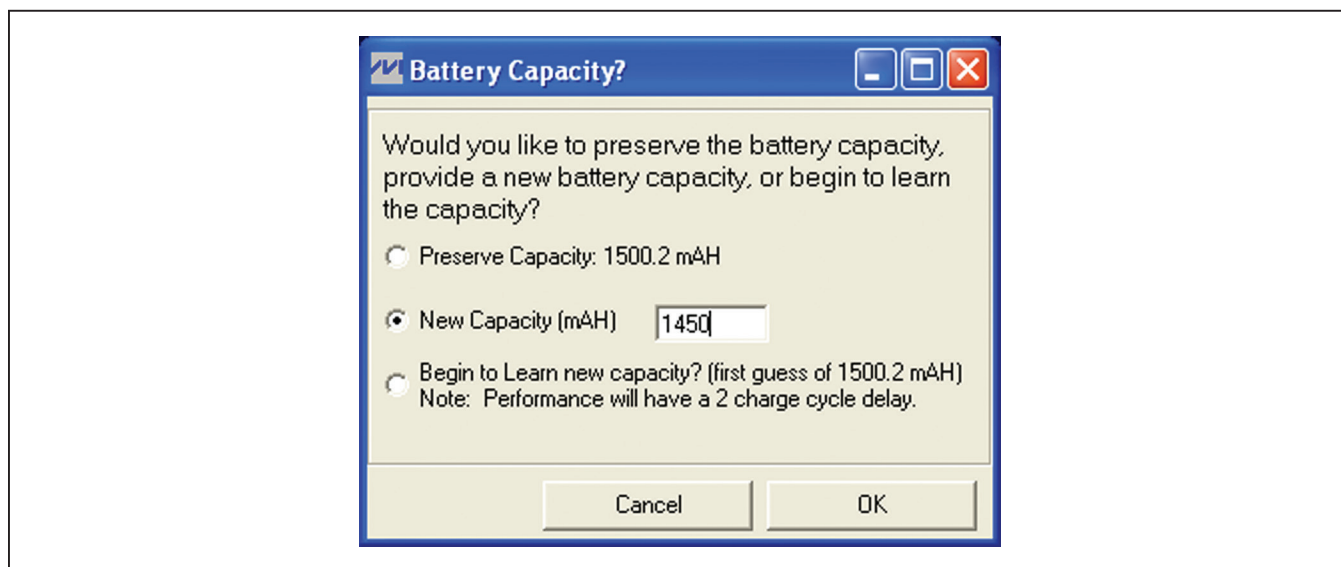 Battery Capacity?
Would you like to preserve the battery capacity,
provide a new battery capacity, or begin to learn
the capacity?
Preserve Capacity: 1500.2 mAH
New Capacity (mAH) 1450
Begin to Learn new capacity? (first guess of 1500.2 mAH)
Note: Performance will have a 2 charge cycle delay.
Cancel OK